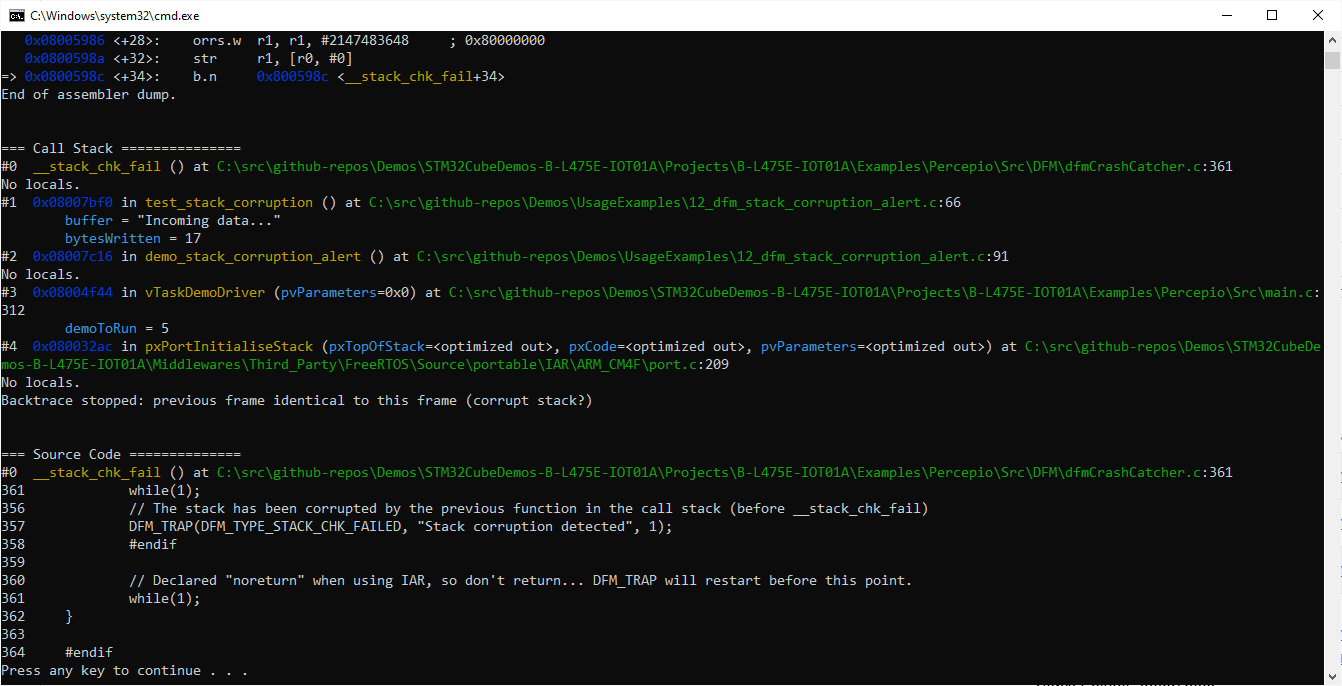 C:\Windows\system32\cmd.exe
0x08005986 <+28>: orrs.w r1, r1, #2147483648 ; 0x80000000
0x0800598a <+32>: str r1, [r0, #0]
=> 0x0800598c <+34>: b.n 0x800598c <__stack_chk_fail+34>
End of assembler dump.
=== Call Stack ===============
#0 __stack_chk_fail () at C:\src\github-repos\Demos\STM32CubeDemos-B-L475E-IOT01A\Projects\B-L475E-IOT01A\Examples\Percepio\Src\DFM\dfmCrashCatcher.c:361
No locals.
#1 0x08007bf0 in test_stack_corruption () at C:\src\github-repos\Demos\UsageExamples\12_dfm_stack_corruption_alert.c:66
buffer = "Incoming data..."
bytesWritten = 17
#2 0x08007c16 in demo_stack_corruption_alert () at C:\src\github-repos\Demos\UsageExamples\12_dfm_stack_corruption_alert.c:91
No locals.
#3 0x08004f44 in vTaskDemoDriver (pvParameters=0x0) at C:\src\github-repos\Demos\STM32CubeDemos-B-L475E-IOT01A\Projects\B-L475E-IOT01A\Examples\Percepio\Src\main.c:
312
demoToRun = 5
#4 0x080032ac in pxPortInitialiseStack (pxTopOfStack=<optimized out>, pxCode=<optimized out>, pvParameters=<optimized out>) at C:\src\github-repos\Demos\STM32CubeDe
mos-B-L475E-IOT01A\Middlewares\Third_Party\FreeRTOS\Source\portable\IAR\ARM_CM4F\port.c:209
No locals.
Backtrace stopped: previous frame identical to this frame (corrupt stack?)
=== Source Code ==============
#0 __stack_chk_fail () at C:\src\github-repos\Demos\STM32CubeDemos-B-L475E-IOT01A\Projects\B-L475E-IOT01A\Examples\Percepio\Src\DFM\dfmCrashCatcher.c:361
361 while(1);
356 // The stack has been corrupted by the previous function in the call stack (before __stack_chk_fail)
357 DFM_TRAP(DFM_TYPE_STACK_CHK_FAILED, "Stack corruption detected", 1);
358 #endif
359
360 // Declared "noreturn" when using IAR, so don't return... DFM_TRAP will restart before this point.
361 while(1);
362 }
363
364 #endif
Press any key to continue . . .